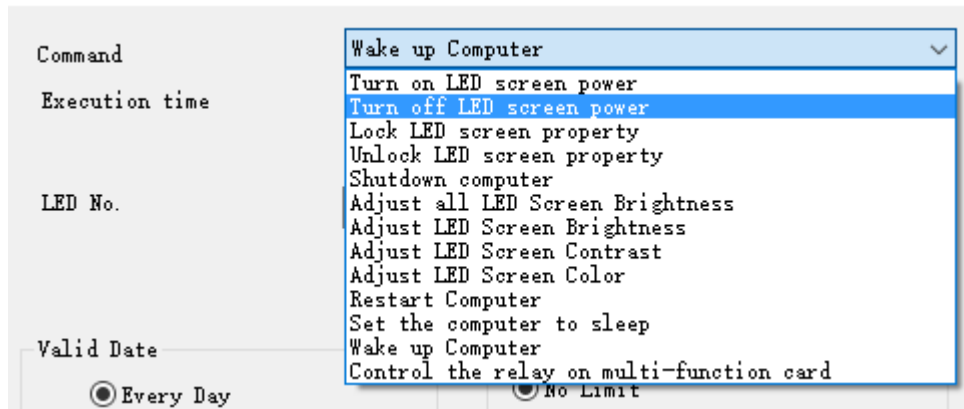 Command
Wake up Computer
Execution time
Turn on LED screen power
Turn off LED screen power
Lock LED screen property
Unlock LED screen property
Shutdown computer
LED No.
Adjust all LED Screen Brightness
Adjust LED Screen Brightness
Adjust LED Screen Contrast
Adjust LED Screen Color
Restart Computer
Set the computer to sleep
Wake up Computer
Control the relay on multi-function card
Valid Date
Every Day
No Limit